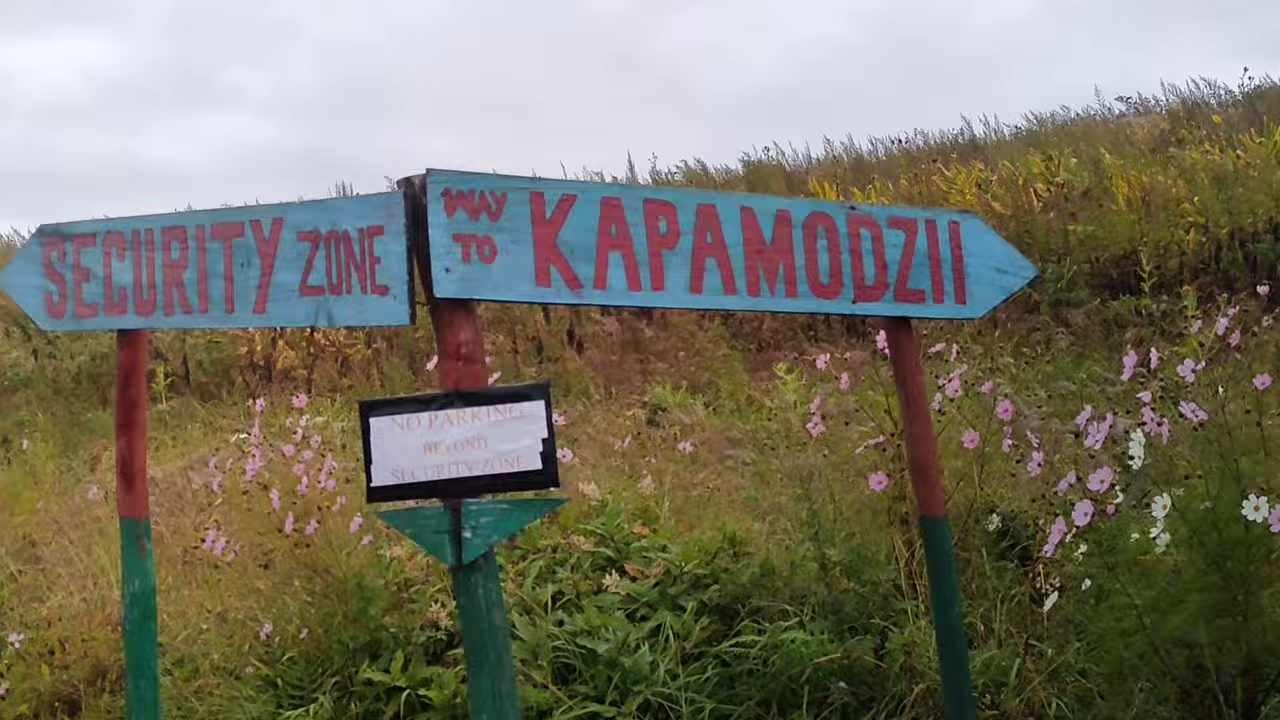 SECURITY ZONE
WAY
TO
KAPAMODZII
NO PARKING
BEYOND
SECURITY ZONE